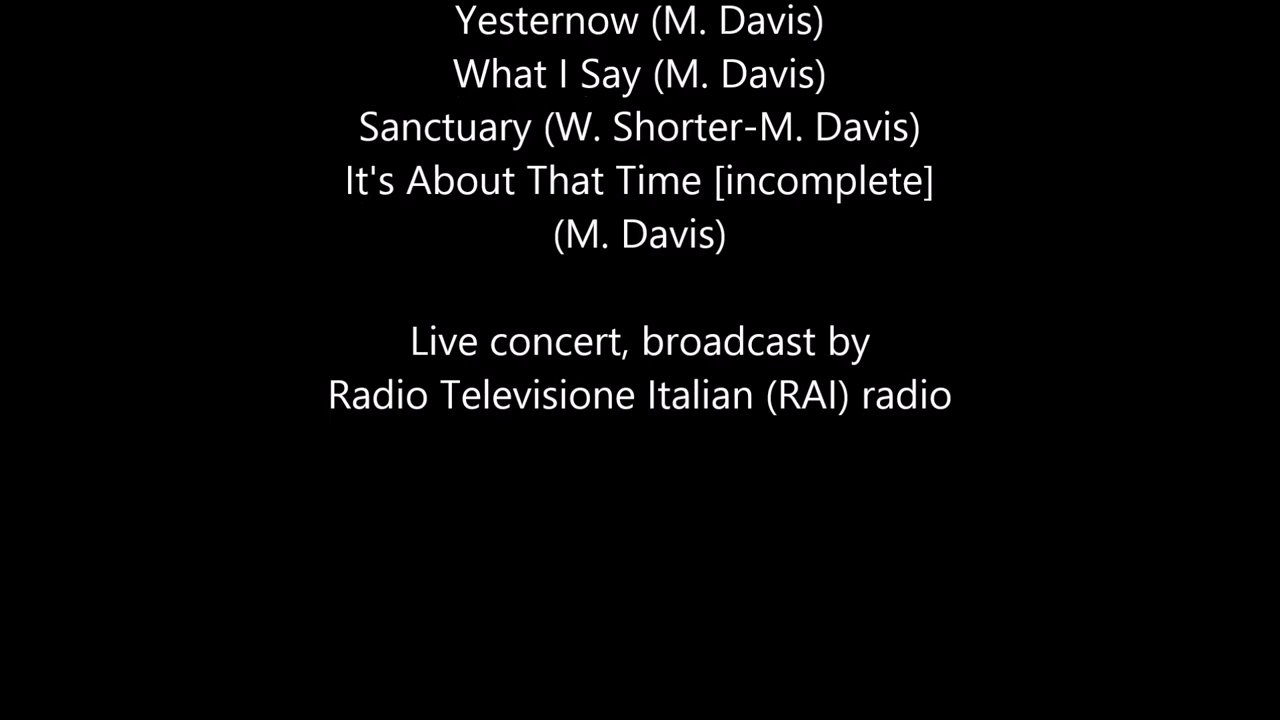 Yesternow (M. Davis)
What I Say (M. Davis)
Sanctuary (W. Shorter-M. Davis)
It's About That Time [incomplete]
(M. Davis)
Live concert, broadcast by
Radio Televisione Italian (RAI) radio